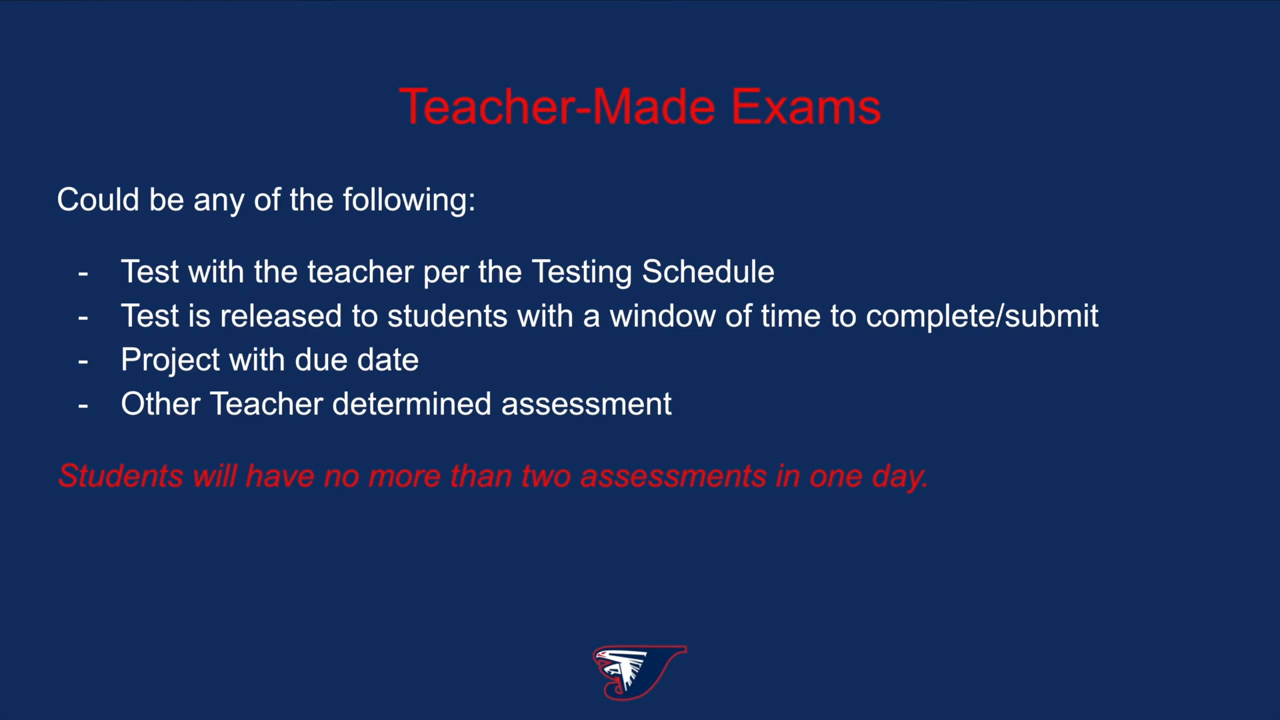 Teacher-Made Exams
Could be any of the following:
- Test with the teacher per the Testing Schedule
- Test is released to students with a window of time to complete/submit
- Project with due date
- Other Teacher determined assessment
Students will have no more than two assessments in one day.